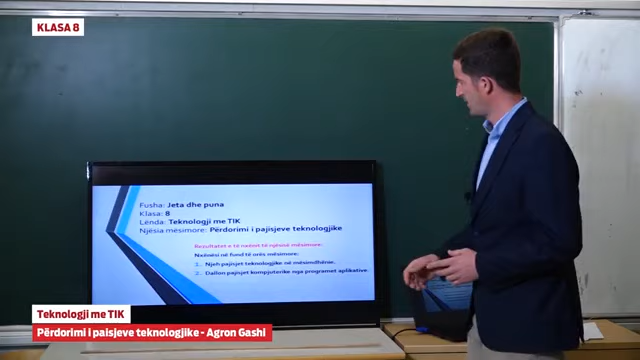 KLASA 8
Fusha: Jeta dhe puna
Klasa: 8
Lënda: Teknologji me TIK
Njësia mësimore: Përdorimi i pajisjeve teknologjike
Rezultatet e të nxënit të njësisë mësimore:
Nxënësi në fund të orës mësimore:
1. Njeh pajisjet teknologjike në mësimdhënie,
2. Dallon pajisjet kompjuterike nga programet aplikative.
Teknologji me TIK
Përdorimi i paisjeve teknologjike - Agron Gashi